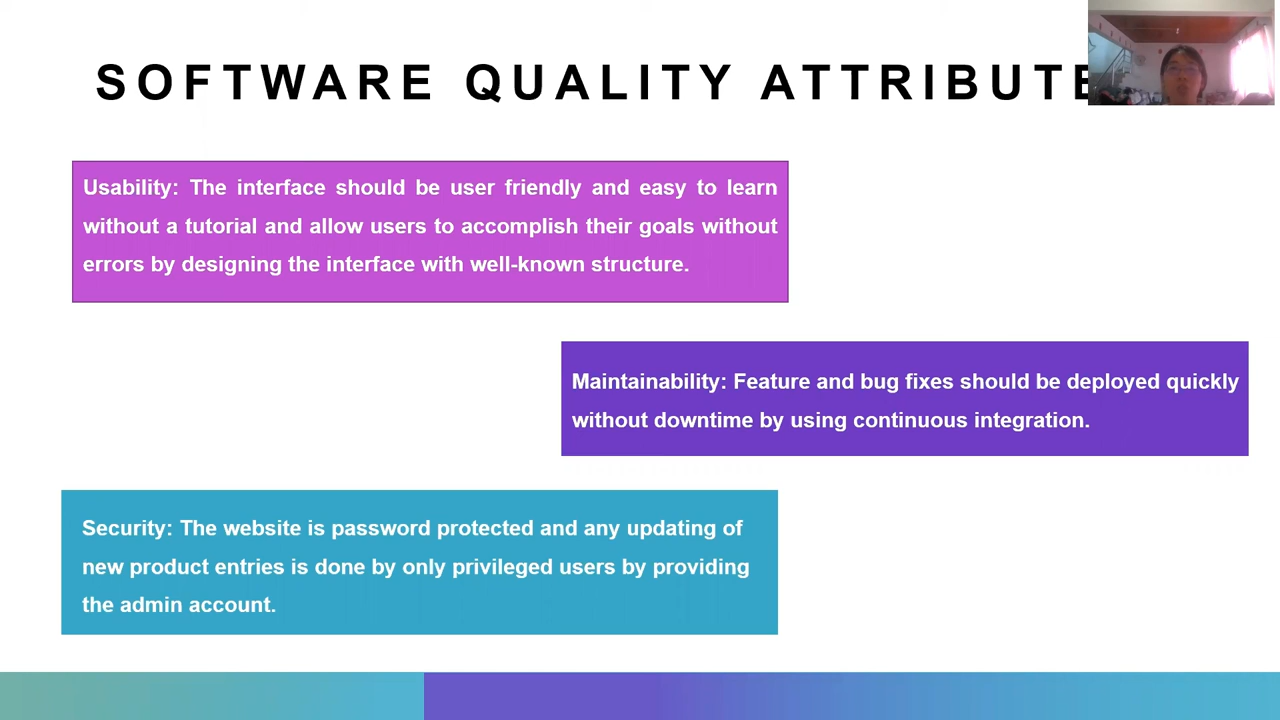 SOFTWARE QUALITY ATTRIBUTE
Usability: The interface should be user friendly and easy to learn
without a tutorial and allow users to accomplish their goals without
errors by designing the interface with well-known structure.
Maintainability: Feature and bug fixes should be deployed quickly
without downtime by using continuous integration.
Security: The website is password protected and any updating of
new product entries is done by only privileged users by providing
the admin account.